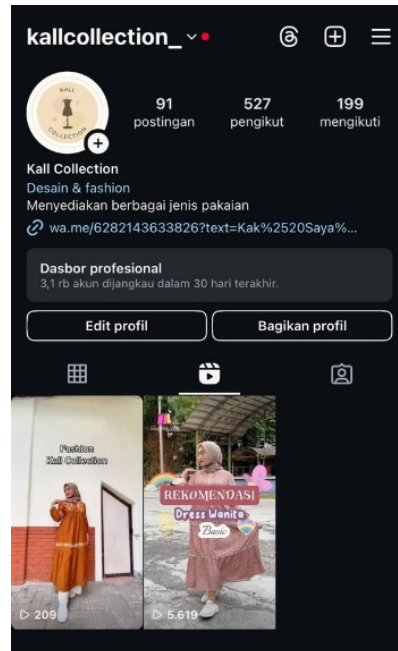 kallcollection_
KALL
COLLECTION
91 527 199
postingan pengikut mengikuti
Kall Collection
Desain & fashion
Menyediakan berbagai jenis pakaian
wa.me/6282143633826?text=Kak%2520Saya%...
Dasbor profesional
3,1 rb akun dijangkau dalam 30 hari terakhir.
Edit profil Bagikan profil
Fashion
Kall Collection
REKOMENDASI
Dress Wanita
Basic
209 5.619